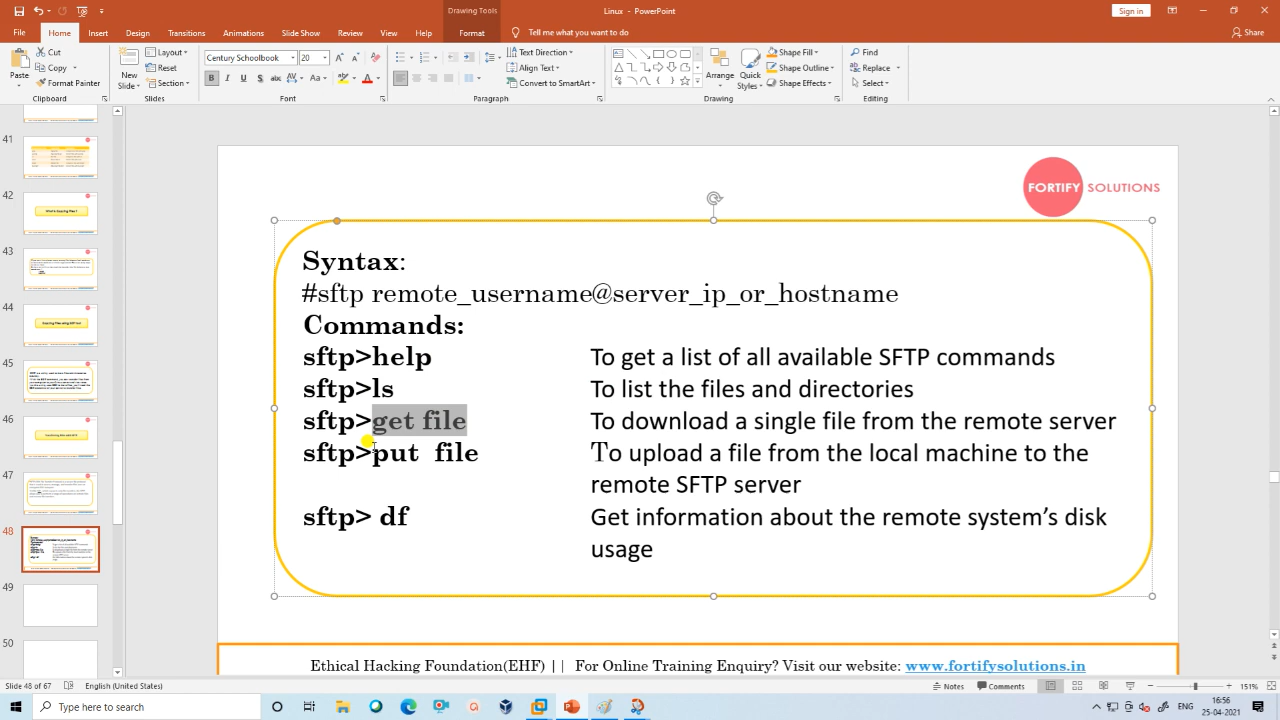 Drawing Tools
Linux - PowerPoint
Sign in
File Home Insert Draw Design Transitions Animations Slide Show Review View Help Format Tell me what you want to do Share
Paste
Cut
Copy
Format Painter
Clipboard
New Slide
Layout
Reset
Section
Slides
Century Schoolbook 20
Font
Text Direction
Align Text
Convert to SmartArt
Paragraph
Arrange
Quick Styles
Shape Fill
Shape Outline
Shape Effects
Drawing
Find
Replace
Select
Editing
41
42
43
48
49
50
FORTIFY SOLUTIONS
Syntax:
#sftp remote_username@server_ip_or_hostname
Commands:
sftp>help To get a list of all available SFTP commands
sftp>ls To list the files and directories
sftp>get file To download a single file from the remote server
sftp>put file To upload a file from the local machine to the
remote SFTP server
sftp> df Get information about the remote system's disk
usage
Ethical Hacking Foundation(EHF) || For Online Training Enquiry? Visit our website: www.fortifysolutions.in
Slide 48 of 67 English (United States) Notes Comments 151%
Type here to search
16:56
25-04-2021